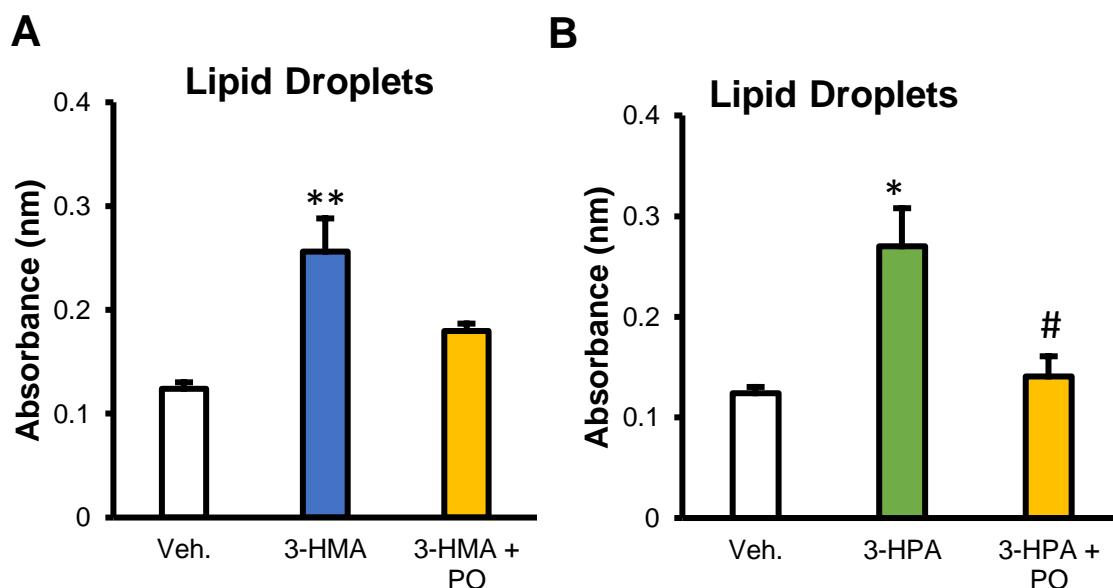 A
Lipid Droplets
Absorbance (nm)
0.4
0.3
0.2
0.1
0
**
Veh.
3-HMA
3-HMA +
PO
B
Lipid Droplets
Absorbance (nm)
0.4
0.3
0.2
0.1
0
*
#
Veh.
3-HPA
3-HPA +
PO